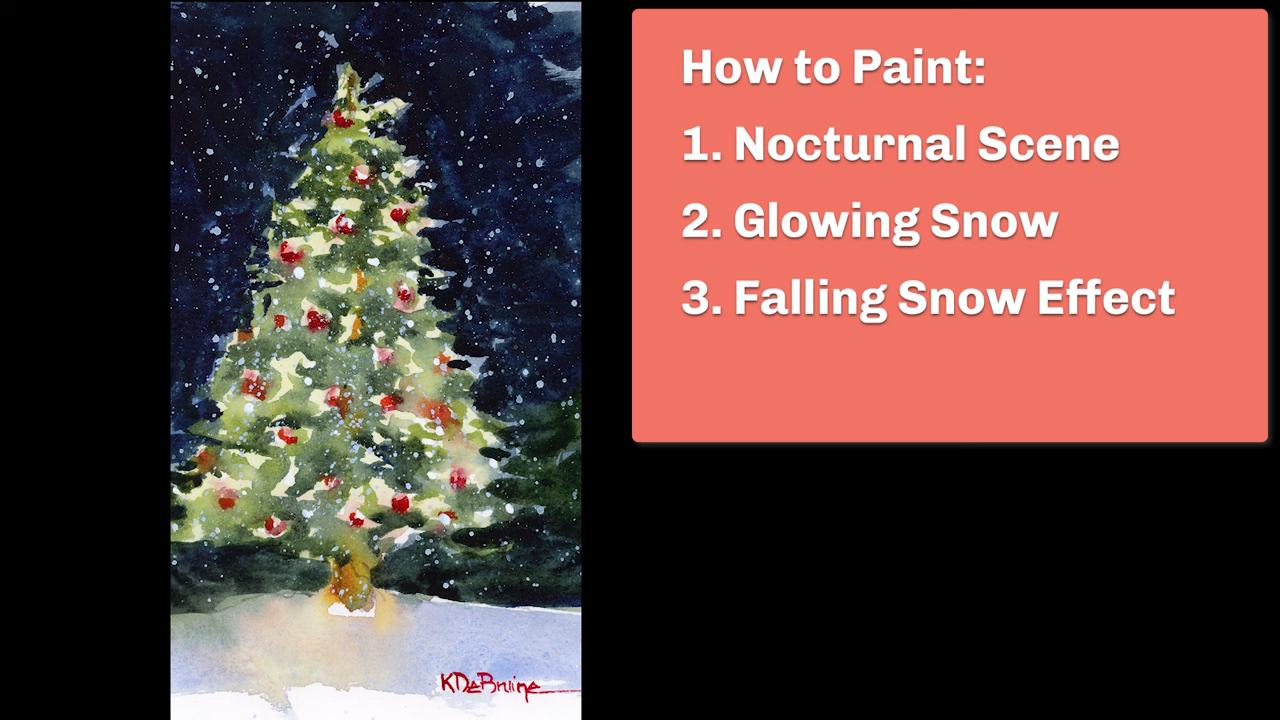 How to Paint:
1. Nocturnal Scene
2. Glowing Snow
3. Falling Snow Effect
KDeBruine